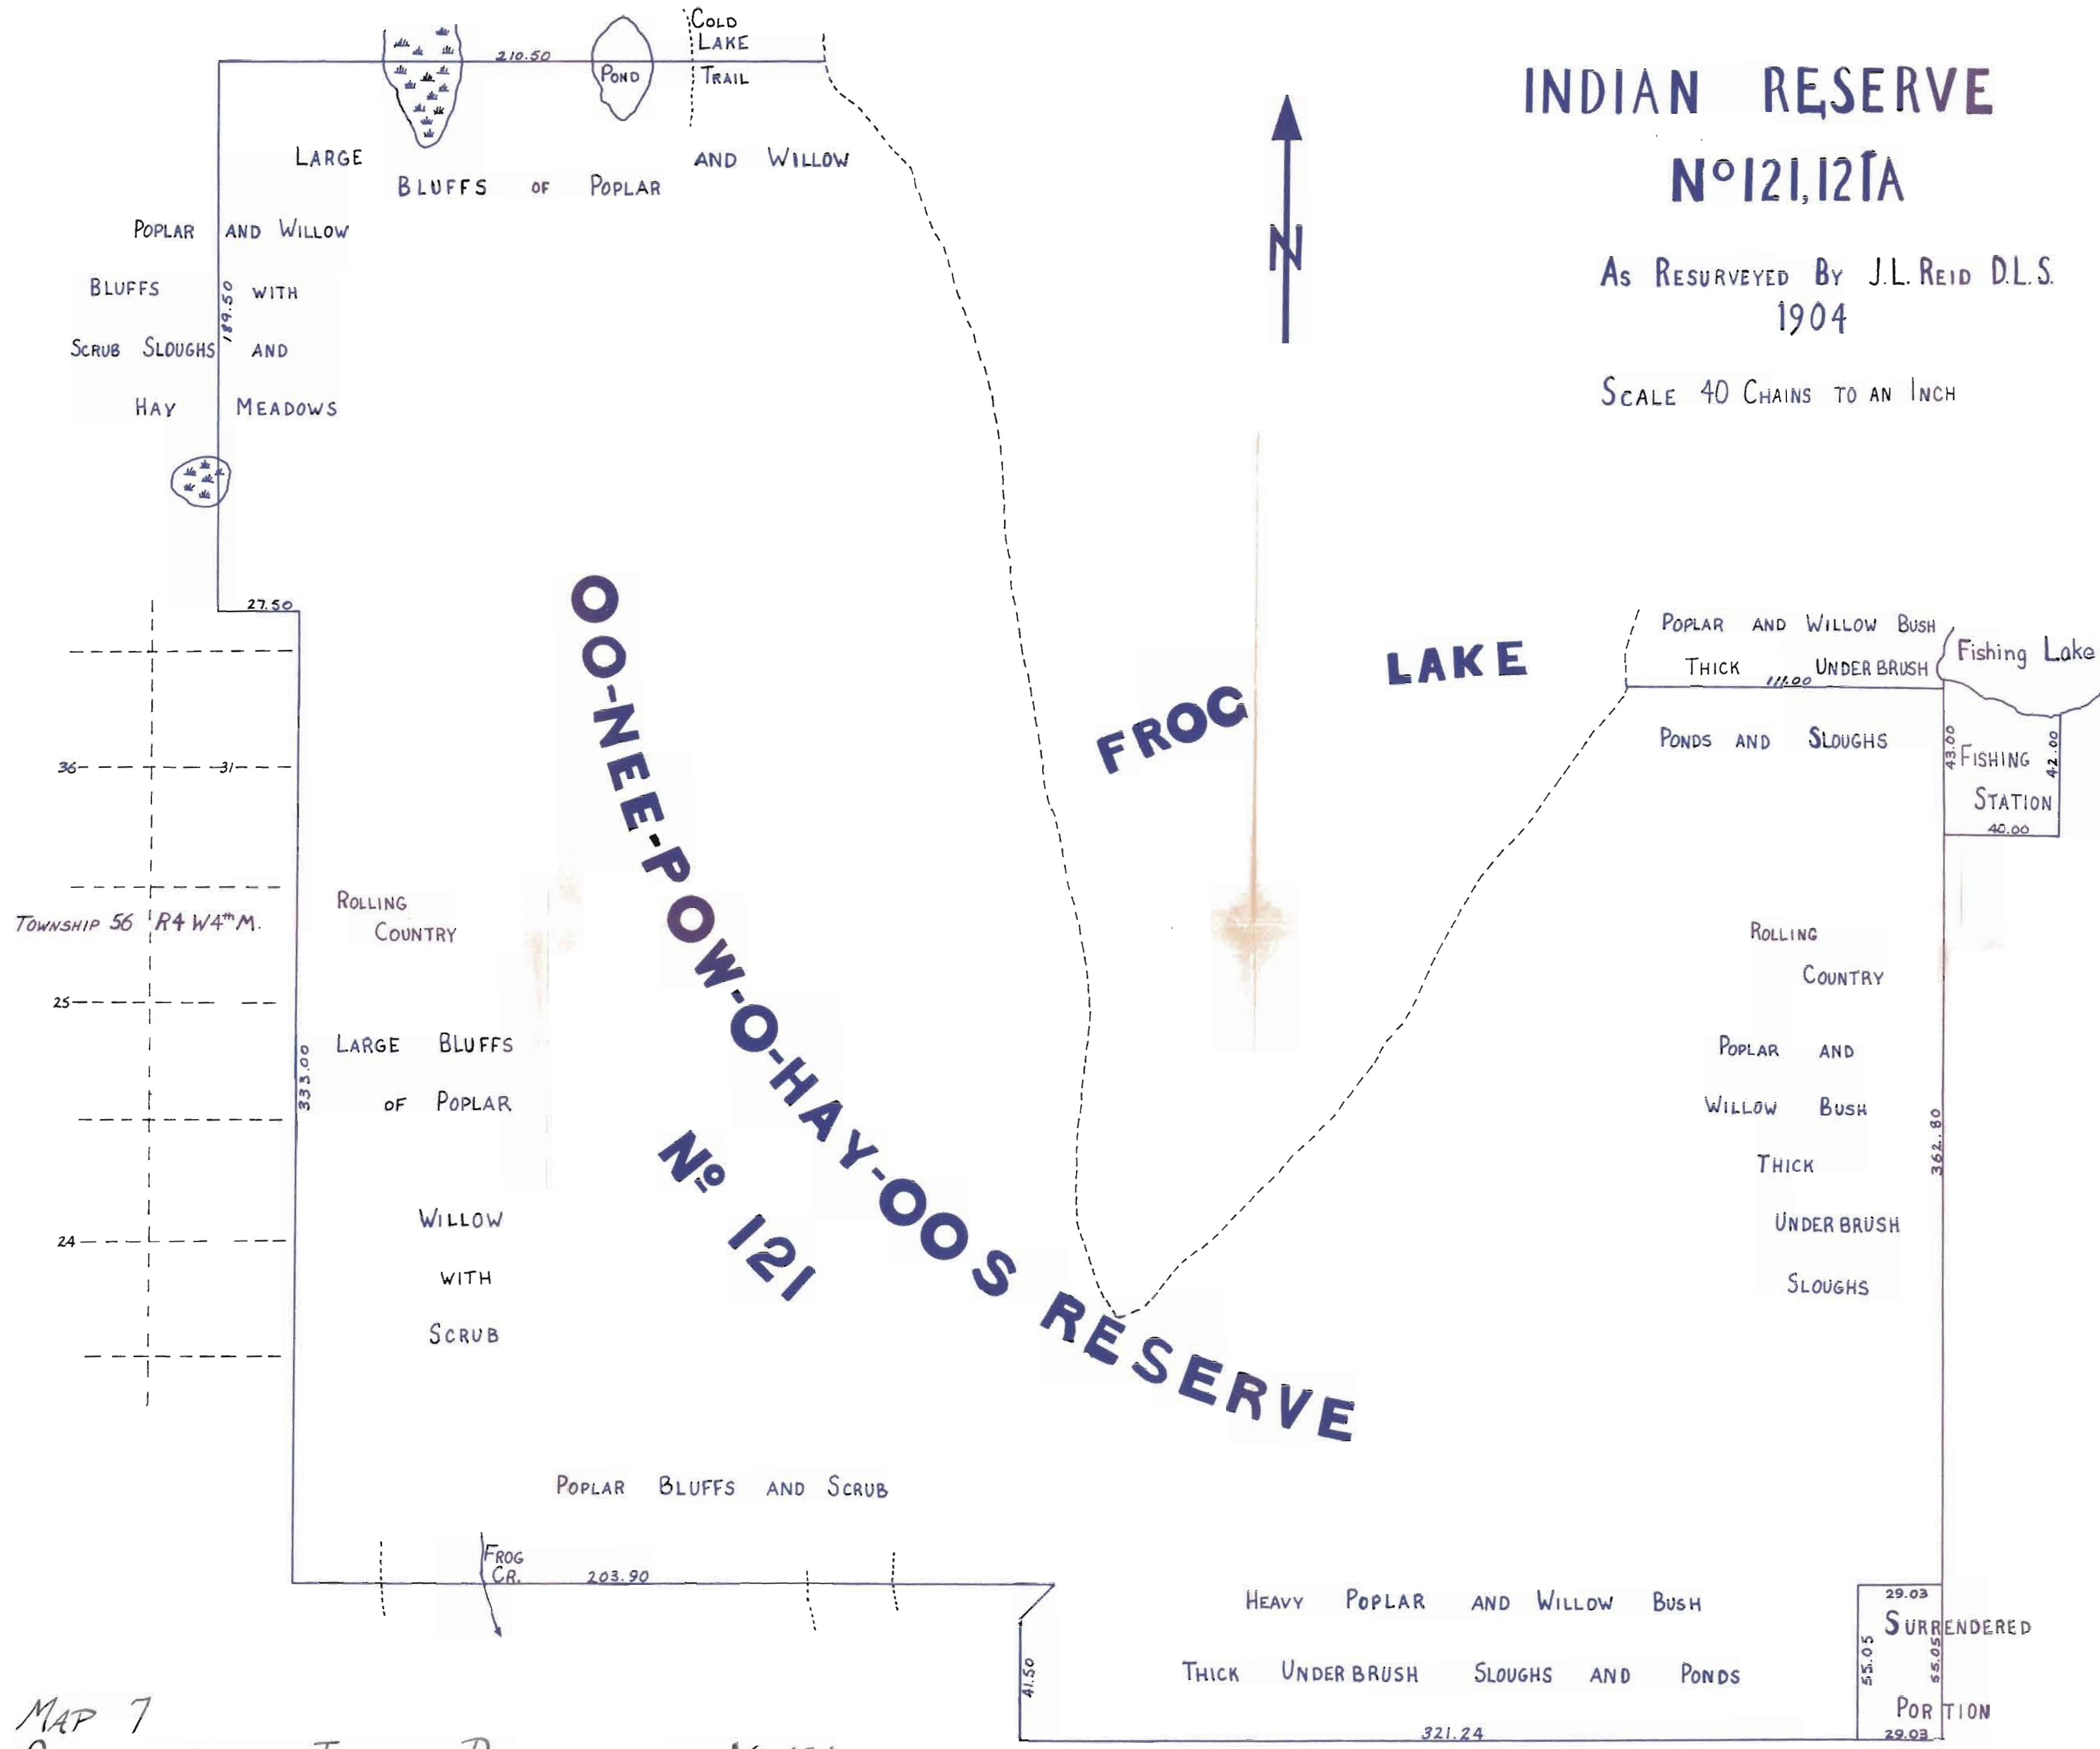 COLD
LAKE
TRAIL
210.50
POND
LARGE BLUFFS OF POPLAR AND WILLOW
POPLAR AND WILLOW
BLUFFS WITH
SCRUB SLOUGHS AND
HAY MEADOWS
189.50
27.50
INDIAN RESERVE
No 121, 121A
AS RESURVEYED BY J.L. REID D.L.S.
1904
SCALE 40 CHAINS TO AN INCH
N
OO-NEE-POW-O-HAY-OOS RESERVE
No 121
FROG LAKE
POPLAR AND WILLOW BUSH
THICK UNDERBRUSH
111.00
PONDS AND SLOUGHS
Fishing Lake
43.00
FISHING
STATION
42.00
40.00
36
31
TOWNSHIP 56 R4 W4th M.
25
24
333.00
ROLLING
COUNTRY
LARGE BLUFFS
OF POPLAR
WILLOW
WITH
SCRUB
ROLLING
COUNTRY
POPLAR AND
WILLOW BUSH
THICK
UNDERBRUSH
SLOUGHS
362.80
POPLAR BLUFFS AND SCRUB
FROG
CR.
203.90
41.50
HEAVY POPLAR AND WILLOW BUSH
THICK UNDERBRUSH SLOUGHS AND PONDS
321.24
29.03
SURRENDERED
55.05
55.05
PORTION
29.03
MAP 7